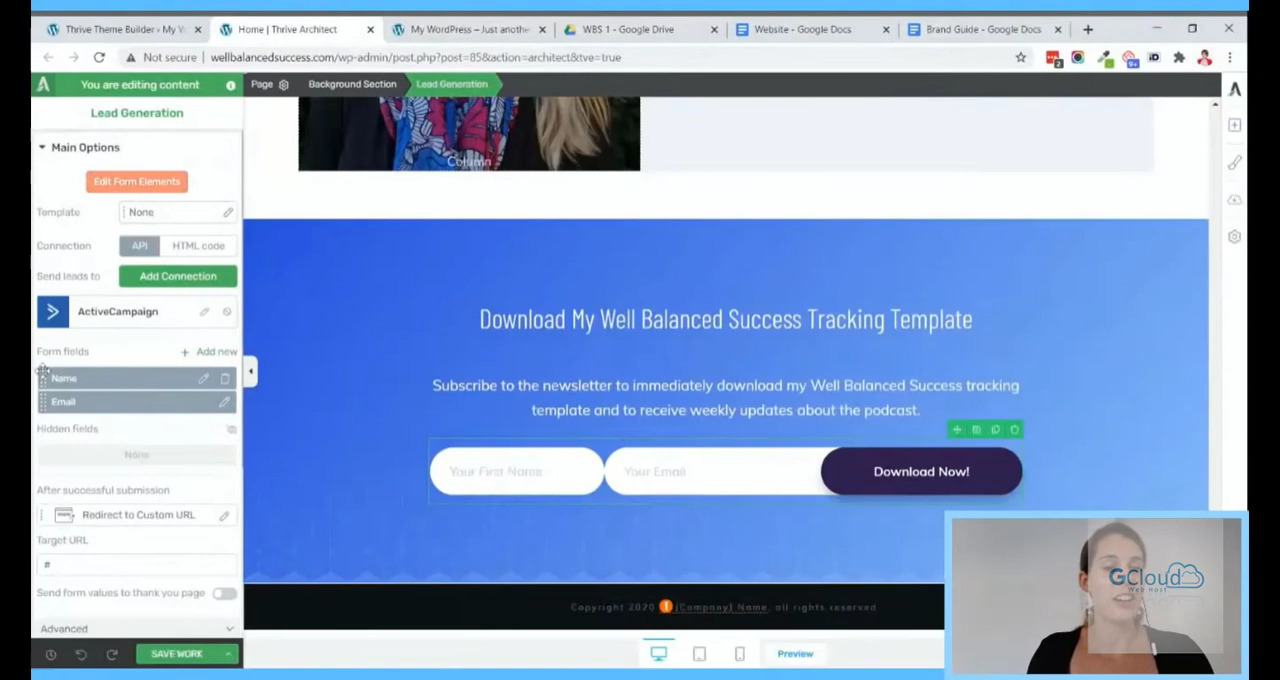 Thrive Theme Builder ‹ My W
Home | Thrive Architect
My WordPress – Just anothe
WBS 1 - Google Drive
Website - Google Docs
Brand Guide - Google Docs
Not secure | wellbalancedsuccess.com/wp-admin/post.php?post=85&action=architect&tve=true
You are editing content
Page
Background Section
Lead Generation
Lead Generation
Main Options
Edit Form Elements
Template
None
Connection
API
HTML code
Send leads to
Add Connection
ActiveCampaign
Form fields
+ Add new
Name
Email
Hidden fields
None
After successful submission
Redirect to Custom URL
Target URL
#
Send form values to thank you page
Advanced
SAVE WORK
Column
Download My Well Balanced Success Tracking Template
Subscribe to the newsletter to immediately download my Well Balanced Success tracking
template and to receive weekly updates about the podcast.
Your First Name
Your Email
Download Now!
Copyright 2020 [Company] Name, all rights reserved
Preview
GCloud
Web Host